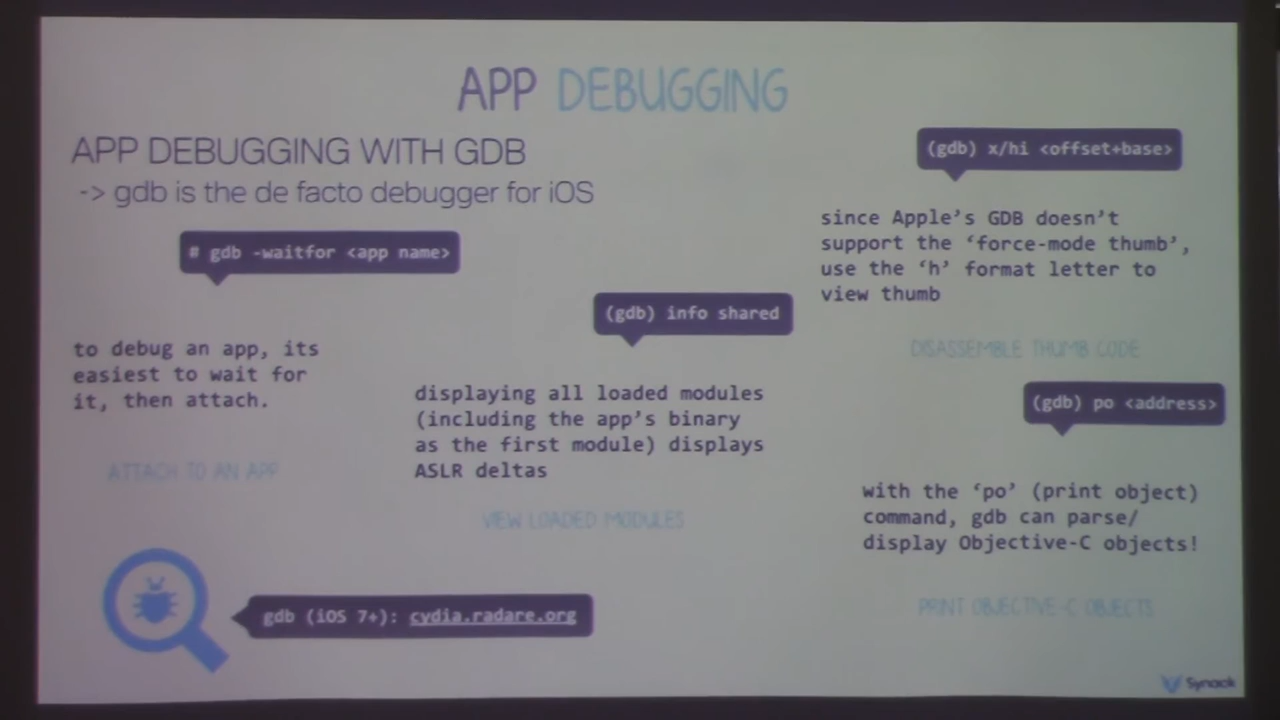 APP DEBUGGING
APP DEBUGGING WITH GDB
-> gdb is the de facto debugger for iOS
# gdb -waitfor <app name>
to debug an app, its
easiest to wait for
it, then attach.
ATTACH TO AN APP
(gdb) info shared
displaying all loaded modules
(including the app's binary
as the first module) displays
ASLR deltas
VIEW LOADED MODULES
(gdb) x/hi <offset+base>
since Apple's GDB doesn't
support the ‘force-mode thumb’,
use the ‘h’ format letter to
view thumb
DISASSEMBLE THUMB CODE
(gdb) po <address>
with the ‘po’ (print object)
command, gdb can parse/
display Objective-C objects!
PRINT OBJECTIVE-C OBJECTS
gdb (iOS 7+): cydia.radare.org
Synack